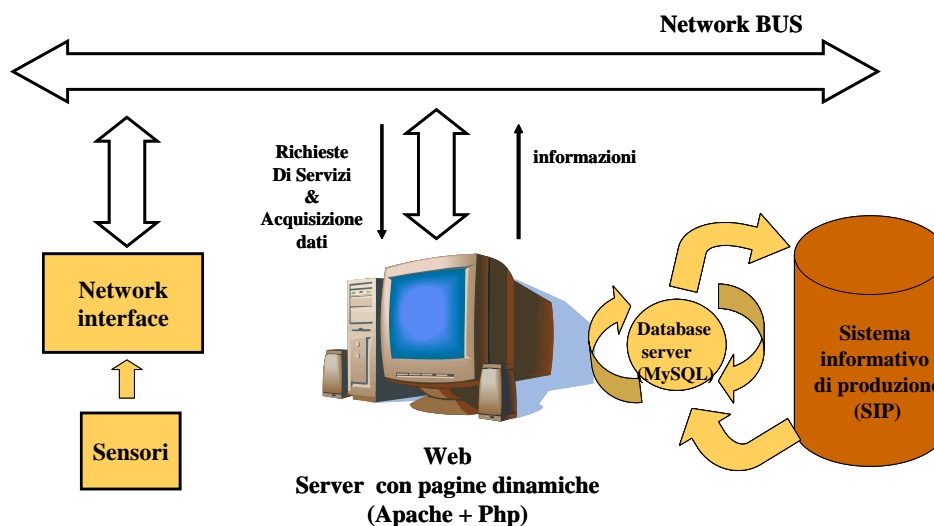 Network BUS
Richieste
Di Servizi
&
Acquisizione
dati
informazioni
Network
interface
Sensori
Web
Server con pagine dinamiche
(Apache + Php)
Database
server
(MySQL)
Sistema
informativo
di produzione
(SIP)